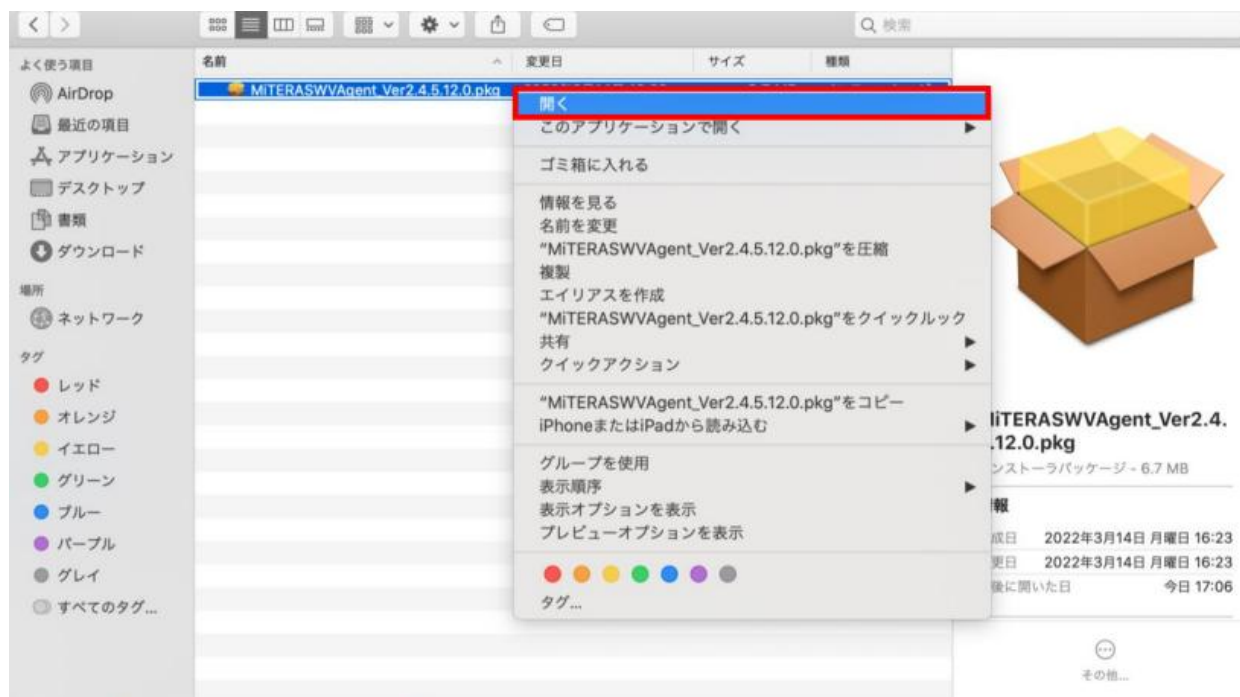 検索
よく使う項目
AirDrop
最近の項目
アプリケーション
デスクトップ
書類
ダウンロード
場所
ネットワーク
タグ
レッド
オレンジ
イエロー
グリーン
ブルー
パープル
グレイ
すべてのタグ...
名前 変更日 サイズ 種類
MiTERASWVAgent_Ver2.4.5.12.0.pkg
開く
このアプリケーションで開く
ゴミ箱に入れる
情報を見る
名前を変更
“MiTERASWVAgent_Ver2.4.5.12.0.pkg”を圧縮
複製
エイリアスを作成
“MiTERASWVAgent_Ver2.4.5.12.0.pkg”をクイックルック
共有
クイックアクション
“MiTERASWVAgent_Ver2.4.5.12.0.pkg”をコピー
iPhoneまたはiPadから読み込む
グループを使用
表示順序
表示オプションを表示
プレビューオプションを表示
タグ...
iTERASWVAgent_Ver2.4.
.12.0.pkg
ンストーラパッケージ - 6.7 MB
報
成日 2022年3月14日 月曜日 16:23
更日 2022年3月14日 月曜日 16:23
後に開いた日 今日 17:06
その他...